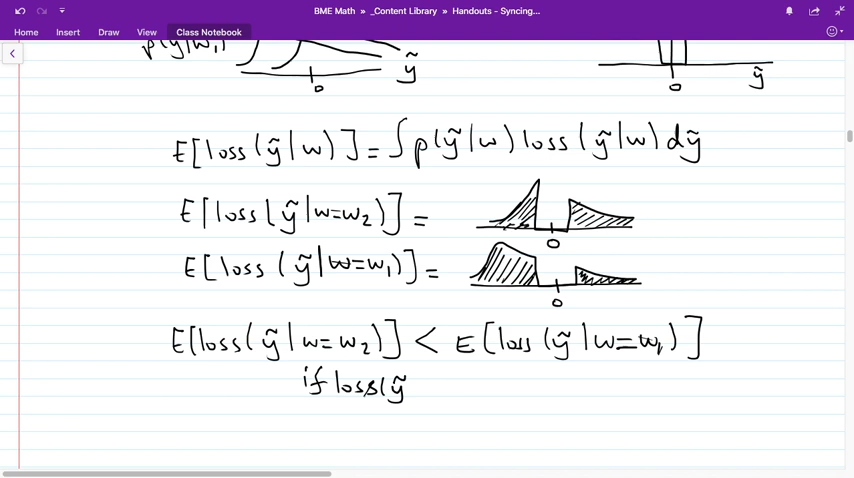 BME Math » _Content Library » Handouts - Syncing...
Home Insert Draw View Class Notebook
p(ỹ|w₁) 0 ỹ
0 ỹ
E[loss(ỹ|w)] = ∫p(ỹ|w) loss(ỹ|w) dỹ
E[loss(ỹ|w=w₂)] = 0
E[loss(ỹ|w=w₁)] = 0
E[loss(ỹ|w=w₂)] < E[loss(ỹ|w=w₁)]
if loss(ỹ